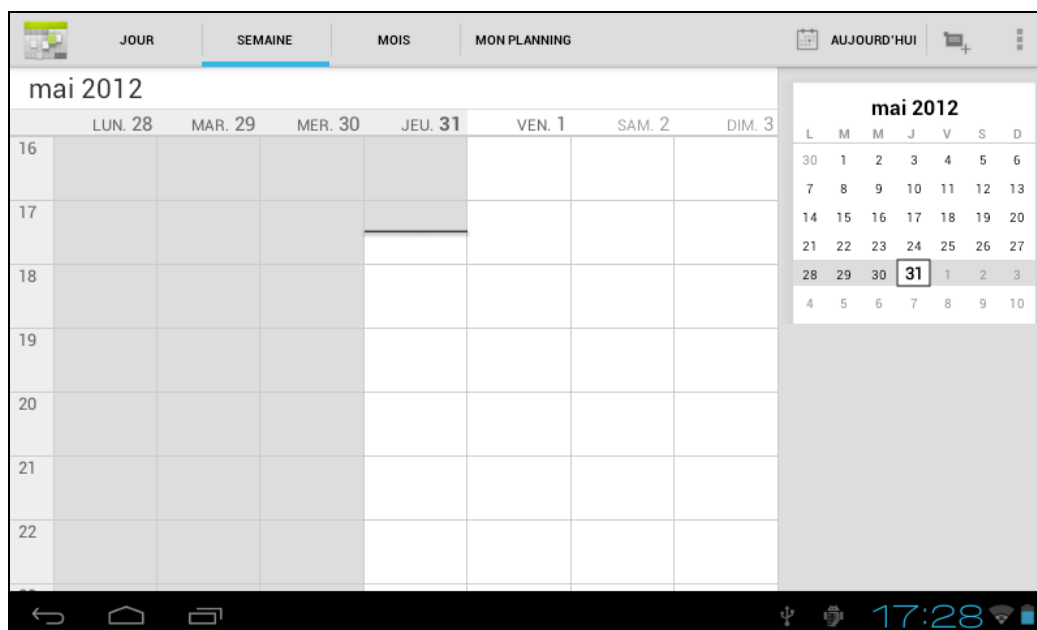 JOUR SEMAINE MOIS MON PLANNING AUJOURD'HUI
mai 2012
LUN. 28 MAR. 29 MER. 30 JEU. 31 VEN. 1 SAM. 2 DIM. 3
16
17
18
19
20
21
22
mai 2012
L M M J V S D
30 1 2 3 4 5 6
7 8 9 10 11 12 13
14 15 16 17 18 19 20
21 22 23 24 25 26 27
28 29 30 31 1 2 3
4 5 6 7 8 9 10
17:28